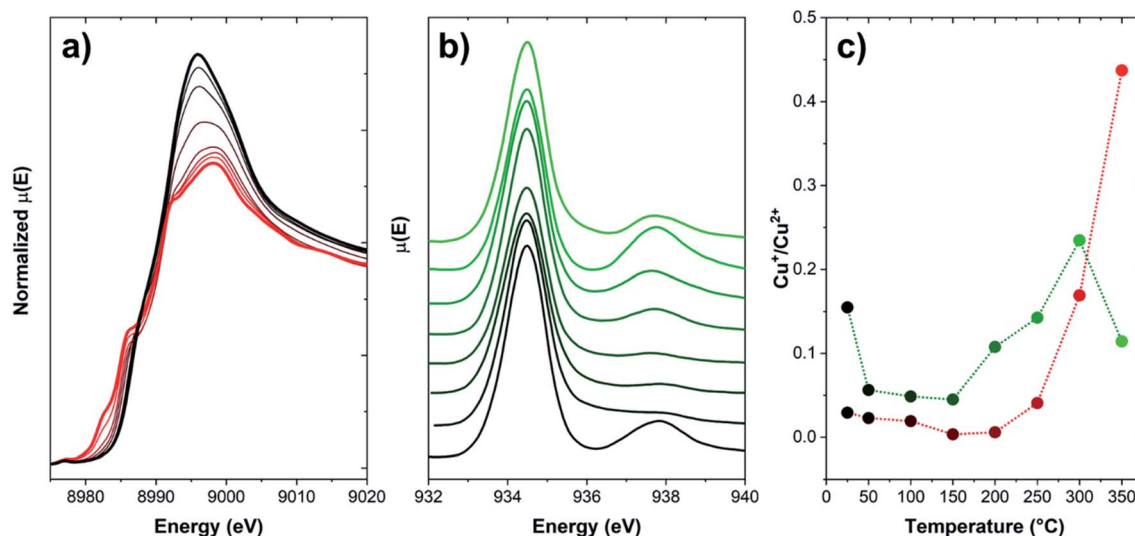 a)
Normalized μ(E)
8980 8990 9000 9010 9020
Energy (eV)
b)
μ(E)
932 934 936 938 940
Energy (eV)
c)
Cu⁺/Cu²⁺
0.5
0.4
0.3
0.2
0.1
0.0
0 50 100 150 200 250 300 350
Temperature (°C)